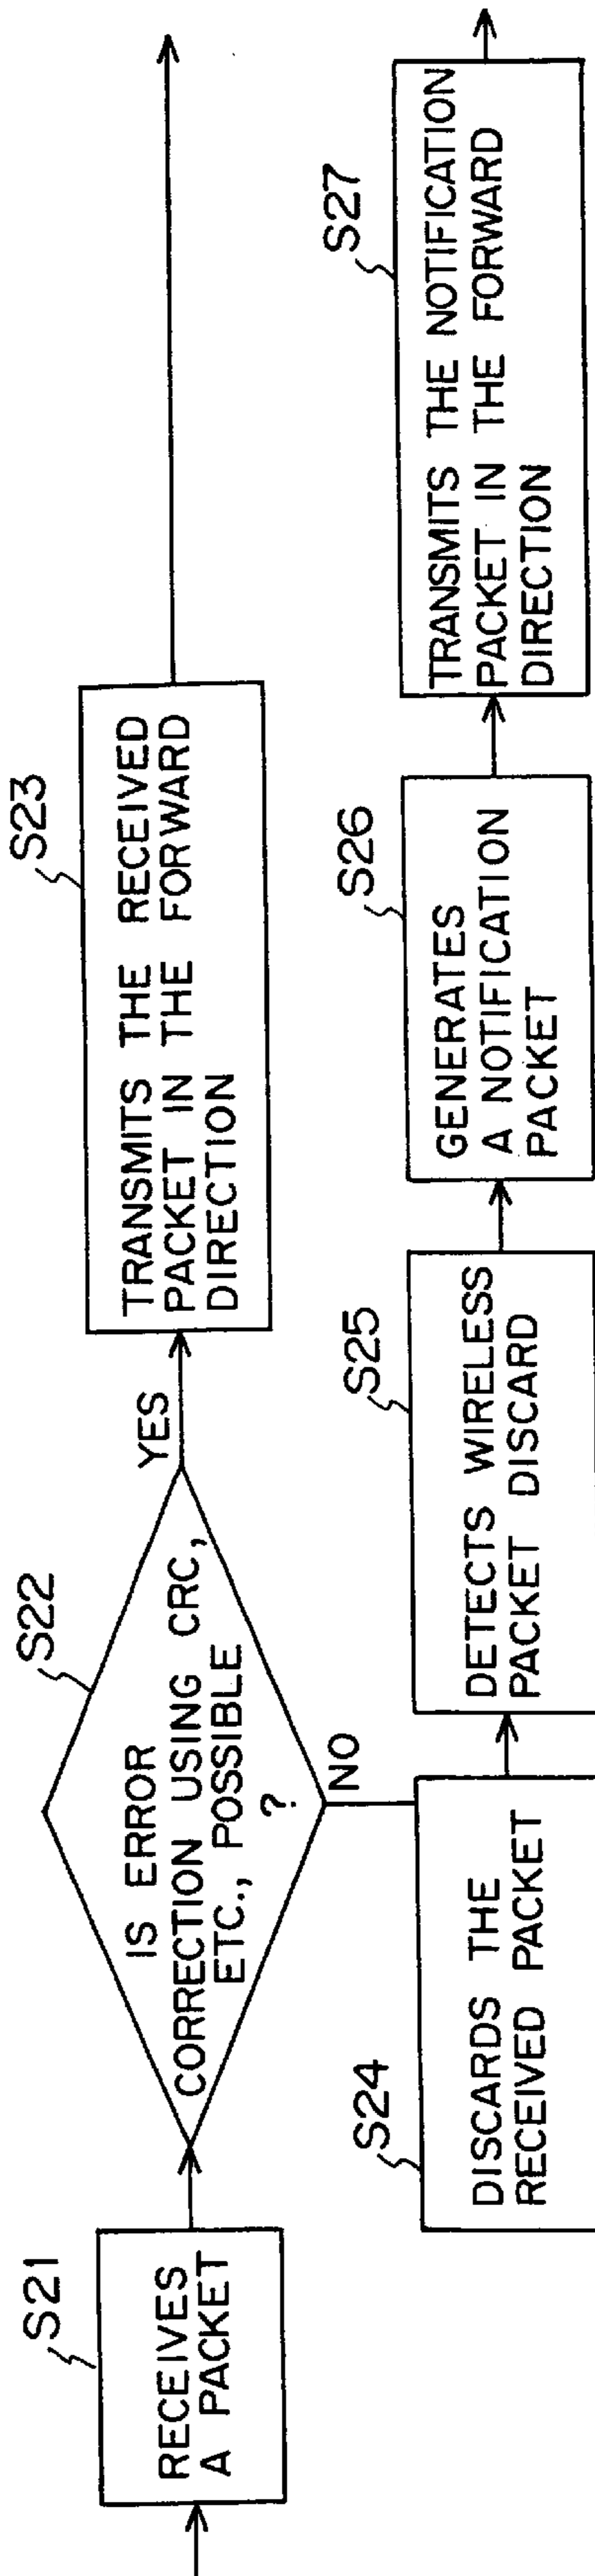 S21
RECEIVES
A PACKET
S22
IS ERROR
CORRECTION USING CRC,
ETC., POSSIBLE
?
YES
NO
S23
TRANSMITS THE RECEIVED
PACKET IN THE FORWARD
DIRECTION
S24
DISCARDS THE
RECEIVED PACKET
S25
DETECTS WIRELESS
PACKET DISCARD
S26
GENERATES
A NOTIFICATION
PACKET
S27
TRANSMITS THE NOTIFICATION
PACKET IN THE FORWARD
DIRECTION